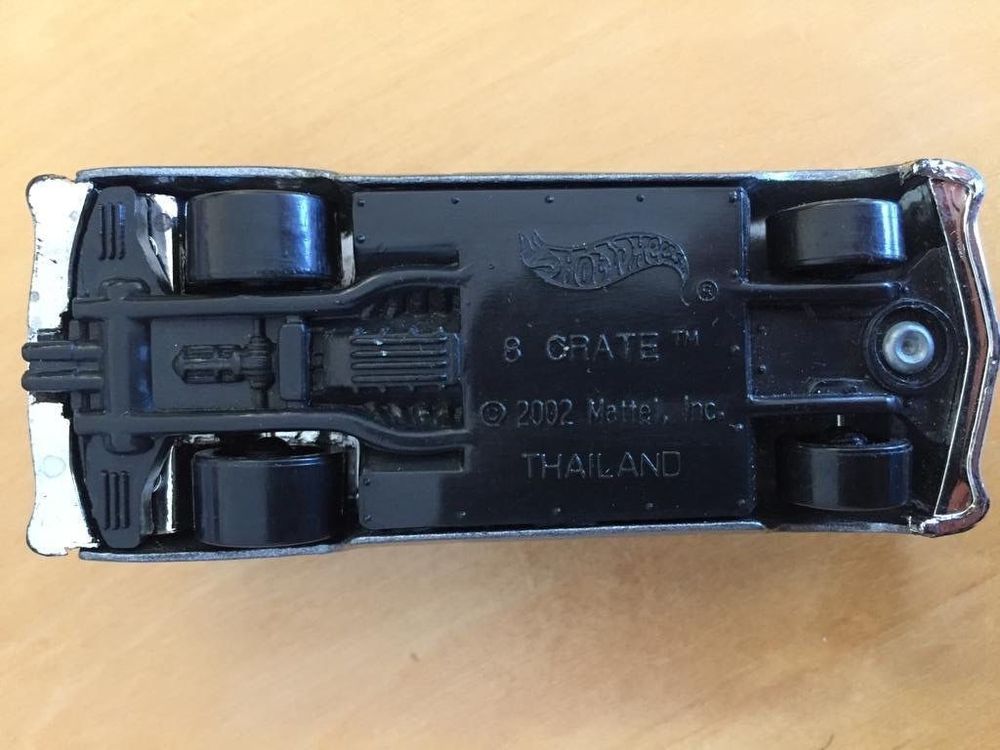 Hot Wheels ®
8 CRATE ™
© 2002 Mattel, Inc.
THAILAND